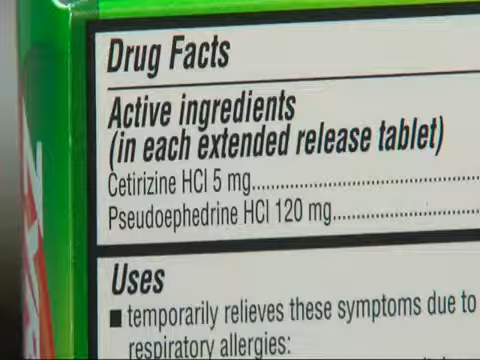 Drug Facts
Active ingredients
(in each extended release tablet)
Cetirizine HCl 5 mg
Pseudoephedrine HCl 120 mg
Uses
■ temporarily relieves these symptoms due to
respiratory allergies: